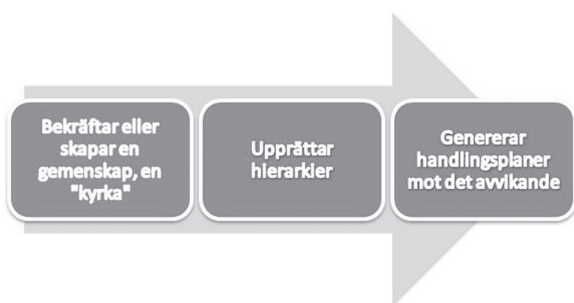 Bekräftar eller
skapar en
gemenskap, en
"kyrka"
Upprättar
hierarkier
Genererar
handlingsplaner
mot det avvikande